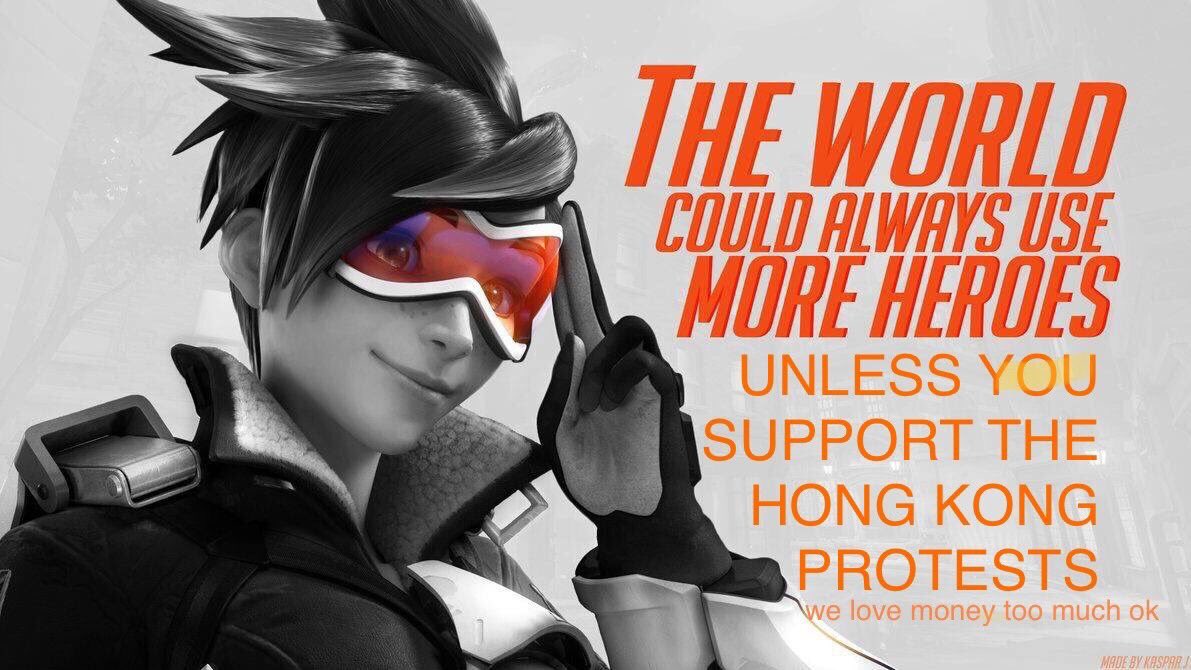 THE WORLD
COULD ALWAYS USE
MORE HEROES
UNLESS YOU
SUPPORT THE
HONG KONG
PROTESTS
we love money too much ok
MADE BY KASPAR.J